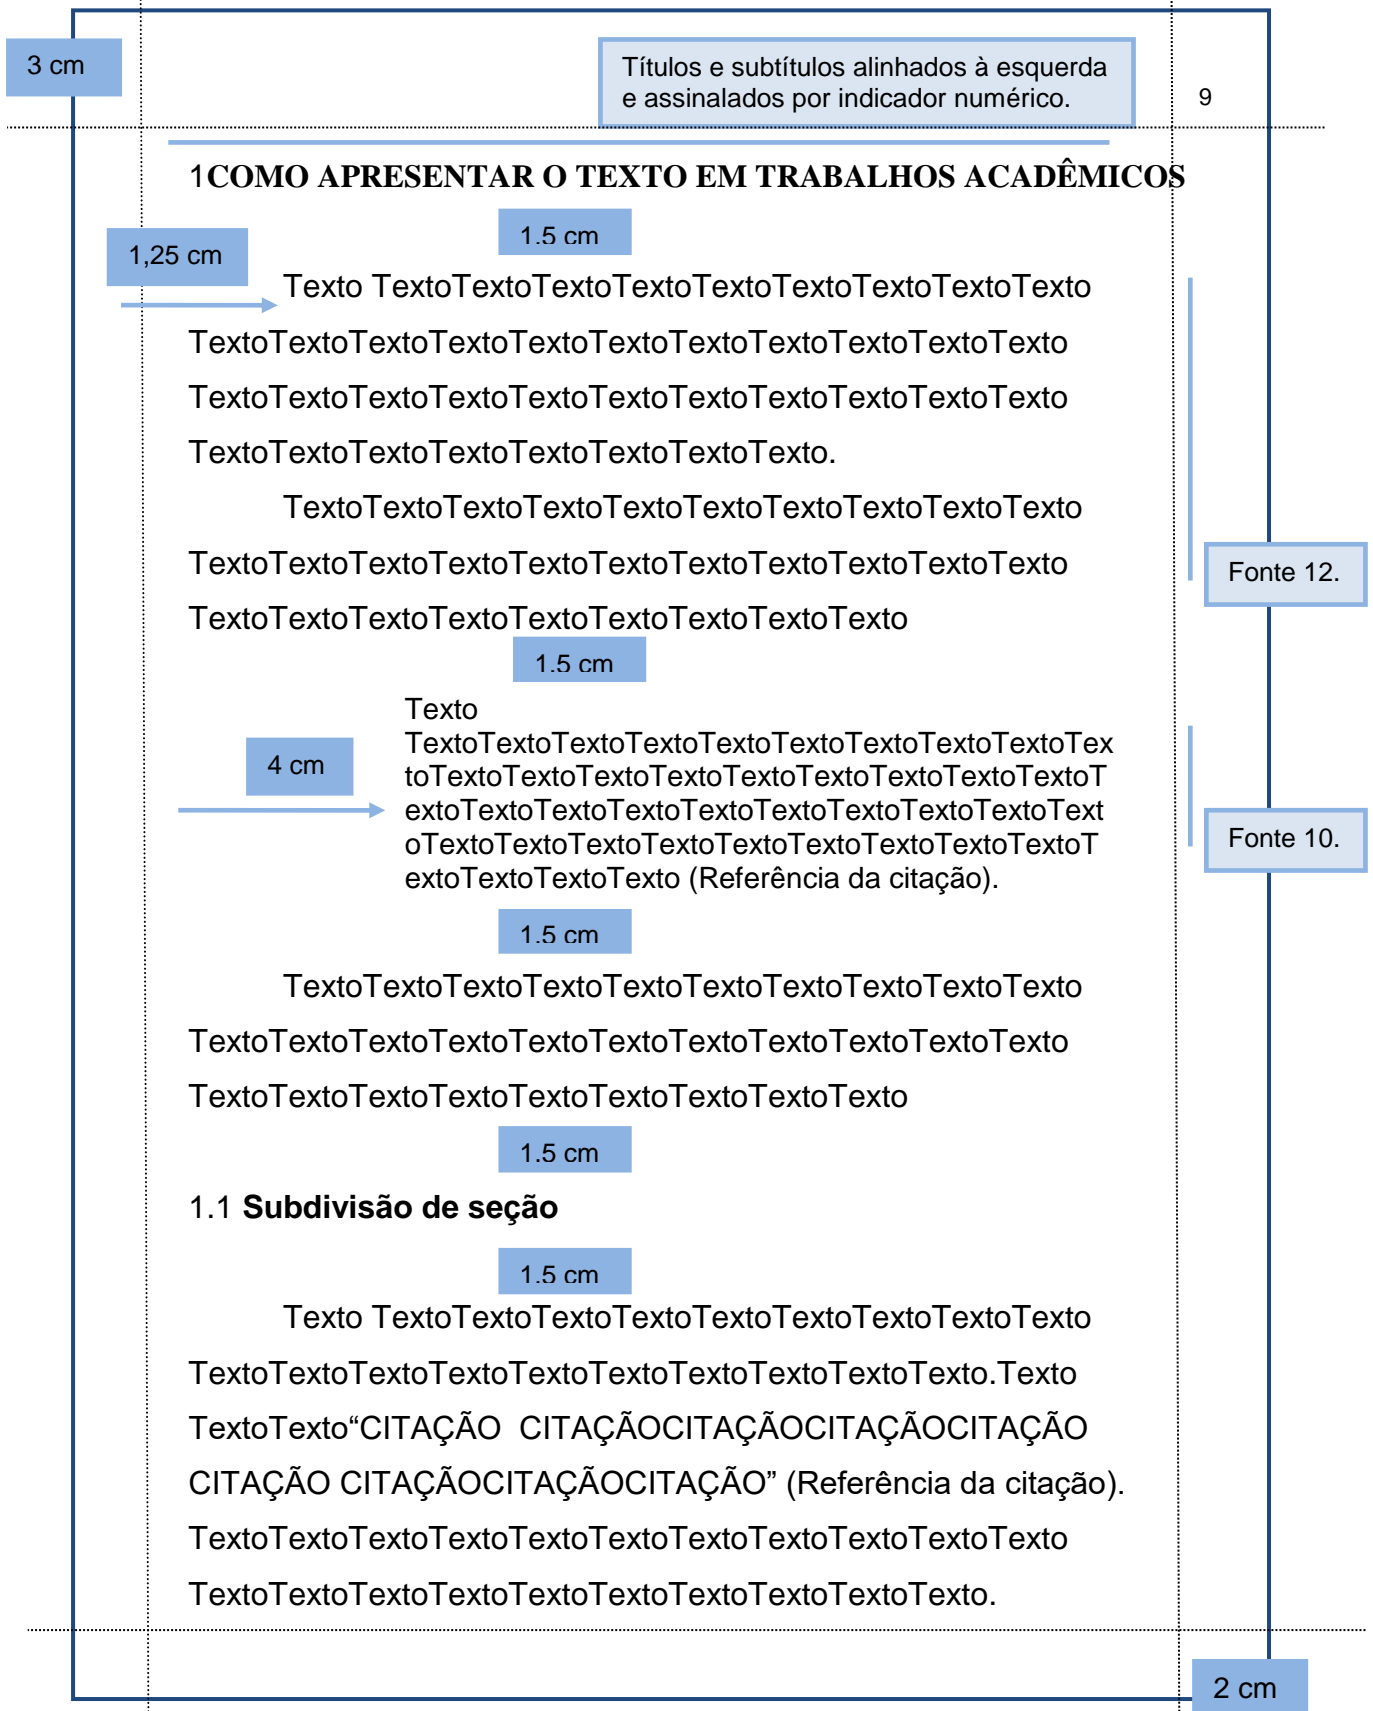 3 cm
Títulos e subtítulos alinhados à esquerda
e assinalados por indicador numérico.
9
1COMO APRESENTAR O TEXTO EM TRABALHOS ACADÊMICOS
1.5 cm
1,25 cm
Texto TextoTextoTextoTextoTextoTextoTextoTextoTexto
TextoTextoTextoTextoTextoTextoTextoTextoTextoTextoTexto
TextoTextoTextoTextoTextoTextoTextoTextoTextoTextoTexto
TextoTextoTextoTextoTextoTextoTextoTexto.
TextoTextoTextoTextoTextoTextoTextoTextoTextoTexto
TextoTextoTextoTextoTextoTextoTextoTextoTextoTextoTexto
Fonte 12.
TextoTextoTextoTextoTextoTextoTextoTextoTexto
1.5 cm
Texto
TextoTextoTextoTextoTextoTextoTextoTextoTextoTex
4 cm
toTextoTextoTextoTextoTextoTextoTextoTextoTextoT
extoTextoTextoTextoTextoTextoTextoTextoTextoText
oTextoTextoTextoTextoTextoTextoTextoTextoTextoT
Fonte 10.
extoTextoTextoTexto (Referência da citação).
1.5 cm
TextoTextoTextoTextoTextoTextoTextoTextoTextoTexto
TextoTextoTextoTextoTextoTextoTextoTextoTextoTextoTexto
TextoTextoTextoTextoTextoTextoTextoTextoTexto
1.5 cm
1.1 Subdivisão de seção
1.5 cm
Texto TextoTextoTextoTextoTextoTextoTextoTextoTexto
TextoTextoTextoTextoTextoTextoTextoTextoTextoTexto.Texto
TextoTexto“CITAÇÃO  CITAÇÃOCITAÇÃOCITAÇÃOCITAÇÃO
CITAÇÃO CITAÇÃOCITAÇÃOCITAÇÃO” (Referência da citação).
TextoTextoTextoTextoTextoTextoTextoTextoTextoTextoTexto
TextoTextoTextoTextoTextoTextoTextoTextoTextoTexto.
2 cm